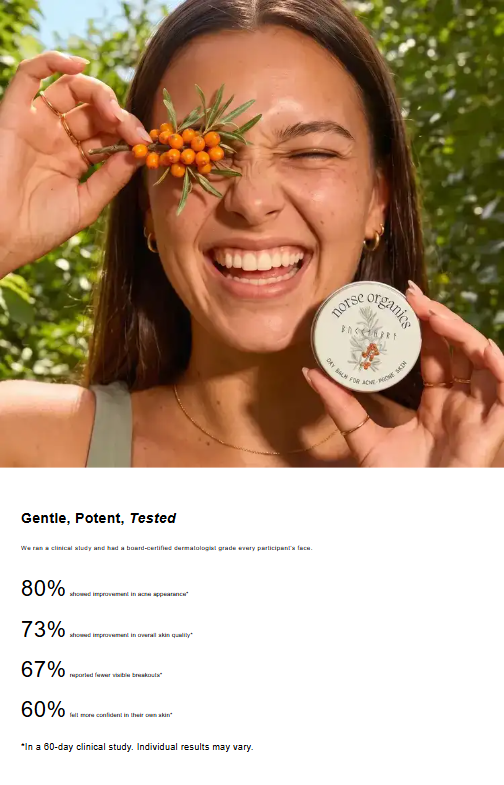 norse organics
DAY BALM FOR ACNE-PRONE SKIN
Gentle, Potent, Tested
We ran a clinical study and had a board-certified dermatologist grade every participant's face.
80% showed improvement in acne appearance*
73% showed improvement in overall skin quality*
67% reported fewer visible breakouts*
60% felt more confident in their own skin*
*In a 60-day clinical study. Individual results may vary.